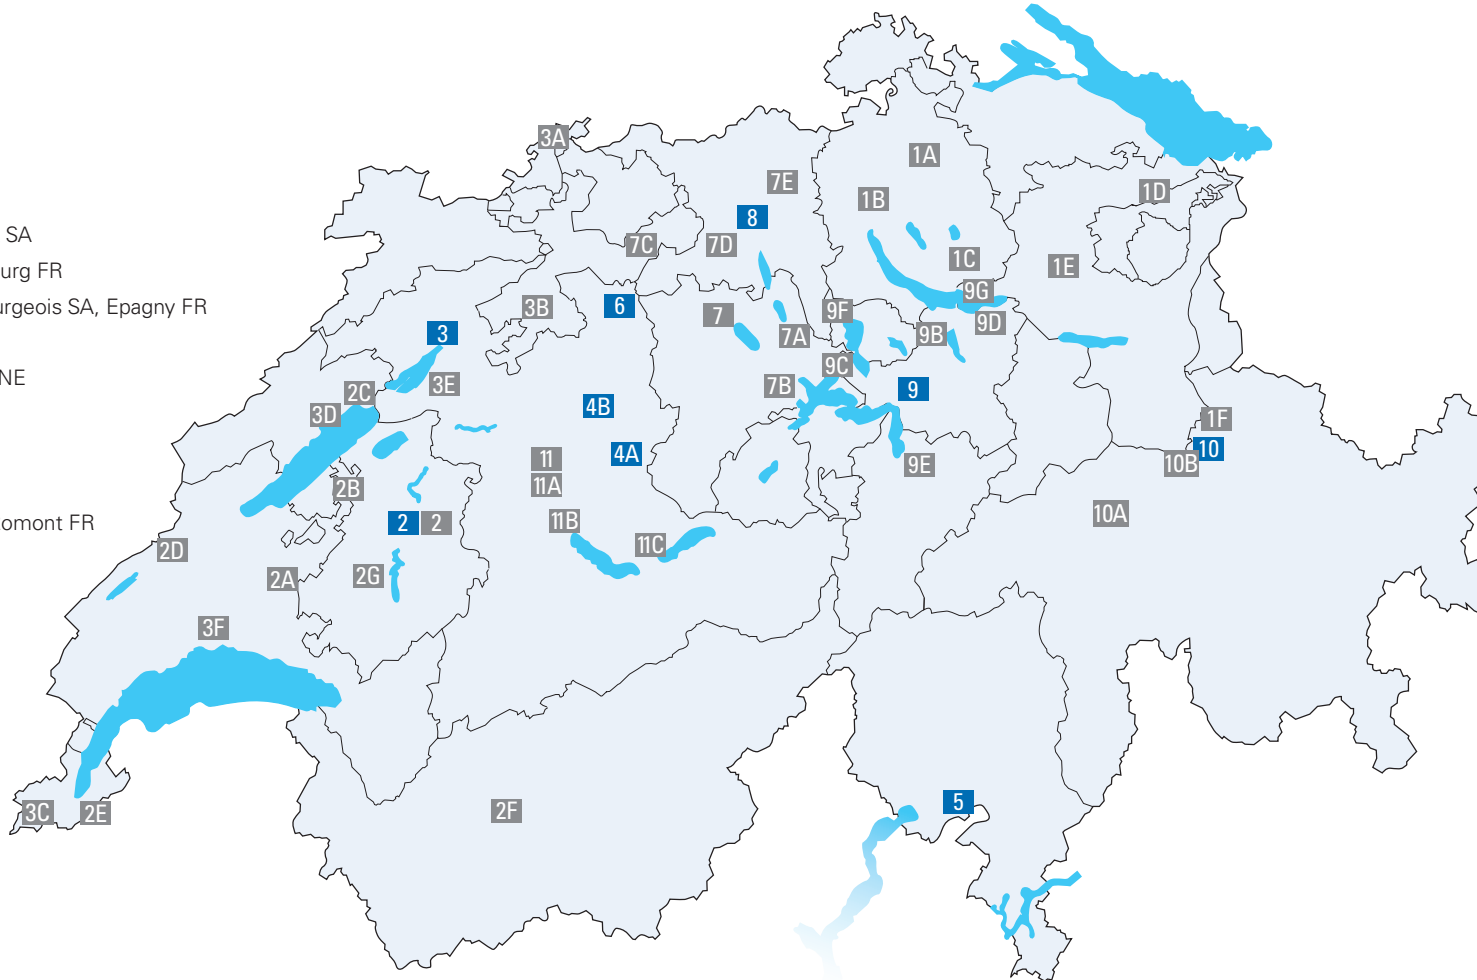 SA
urg FR
urgeois SA, Epagny FR
NE
omont FR
3A
1A
7E
1D
1B
8
7C
7D
1C
1E
9G
3B
6
7
9F
9D
3
7A
9B
9C
3E
7B
9
2C
4B
3D
1F
4A
10
11
9E
10B
11A
2B
10A
11B
2
2
11C
2D
2G
2A
3F
5
2F
3C
2E